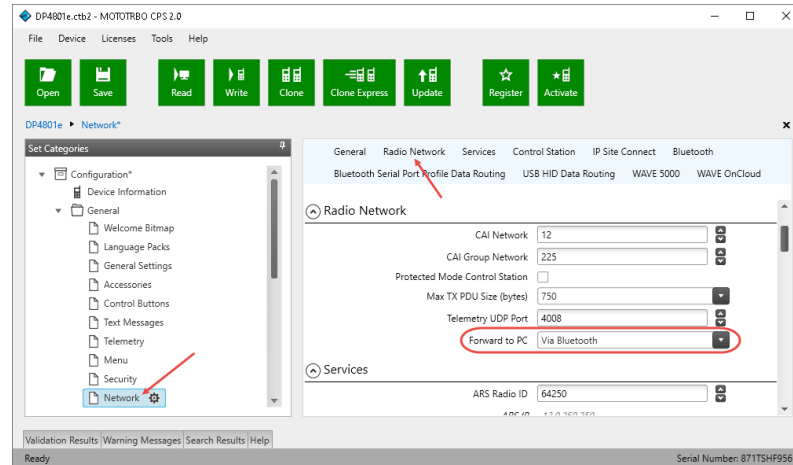 DP4801e.ctb2 - MOTOTRBO CPS 2.0
File Device Licenses Tools Help
Open Save Read Write Clone Clone Express Update Register Activate
DP4801e Network*
Set Categories
Configuration*
Device Information
General
Welcome Bitmap
Language Packs
General Settings
Accessories
Control Buttons
Text Messages
Telemetry
Menu
Security
Network
General Radio Network Services Control Station IP Site Connect Bluetooth
Bluetooth Serial Port Profile Data Routing USB HID Data Routing WAVE 5000 WAVE OnCloud
Radio Network
CAI Network 12
CAI Group Network 225
Protected Mode Control Station
Max TX PDU Size (bytes) 750
Telemetry UDP Port 4008
Forward to PC Via Bluetooth
Services
ARS Radio ID 64250
Validation Results Warning Messages Search Results Help
Ready Serial Number: 871TSHF956